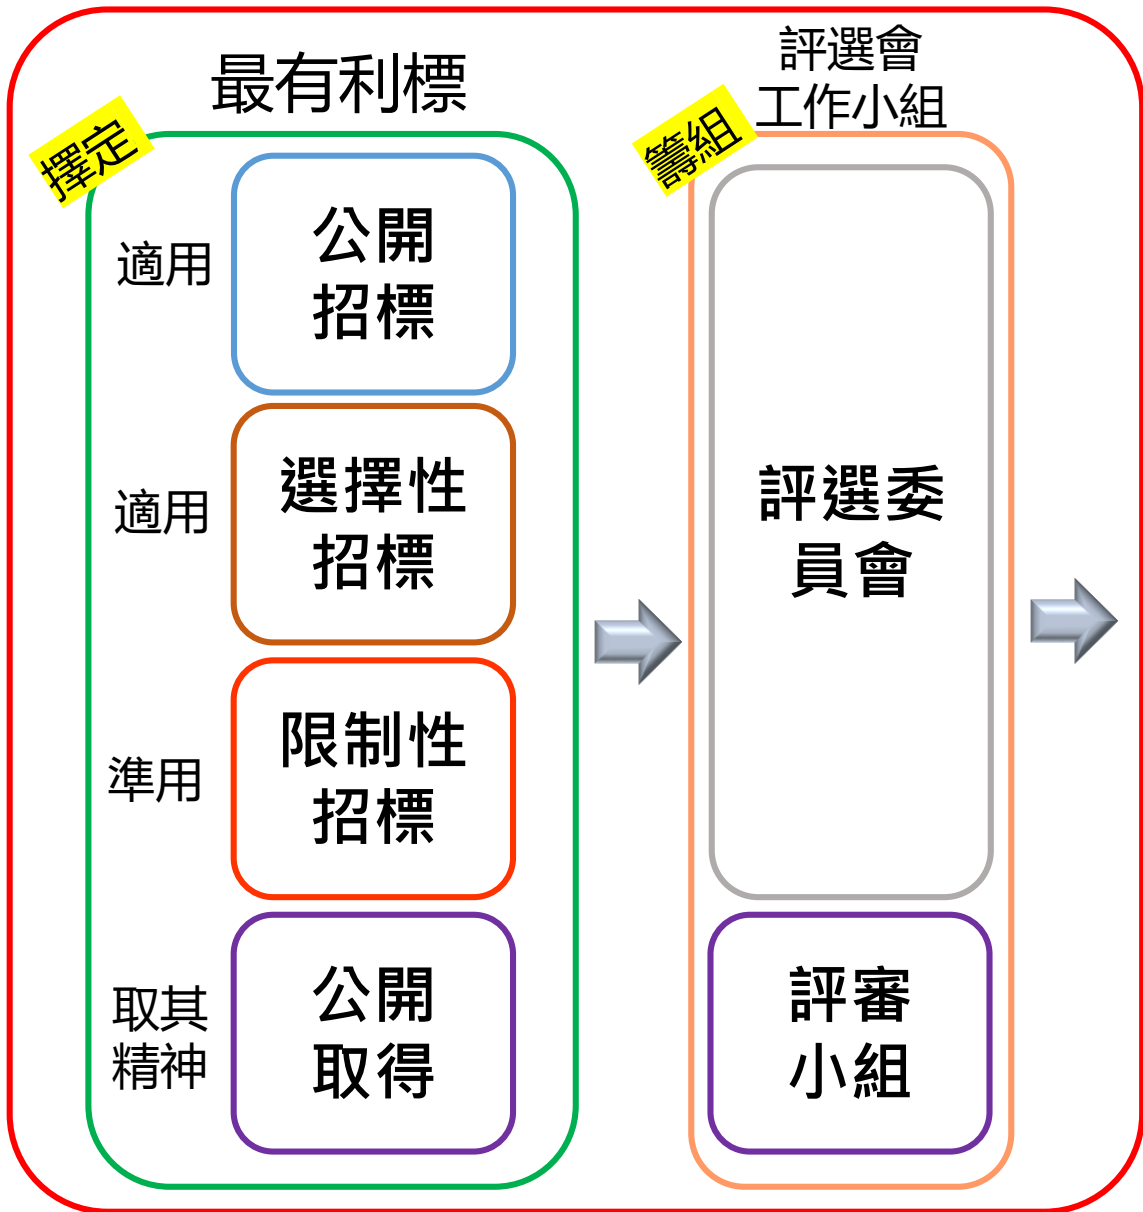 最有利標
擇定
適用
公開
招標
適用
選擇性
招標
準用
限制性
招標
取其
精神
公開
取得
評選會
工作小組
籌組
評選委
員會
評審
小組